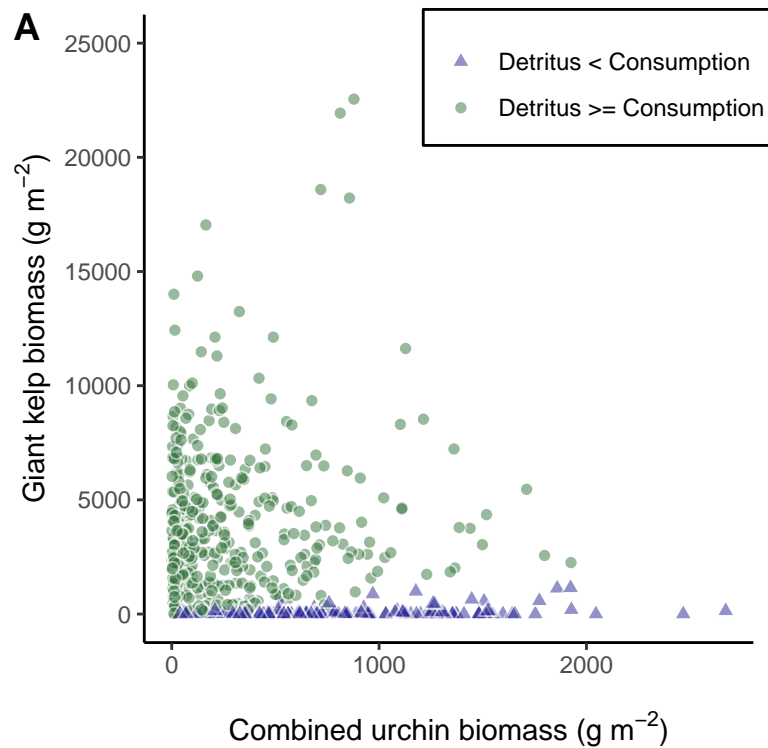 A
Detritus < Consumption
Detritus >= Consumption
25000
20000
15000
10000
5000
0
Giant kelp biomass (g m⁻²)
0 1000 2000
Combined urchin biomass (g m⁻²)